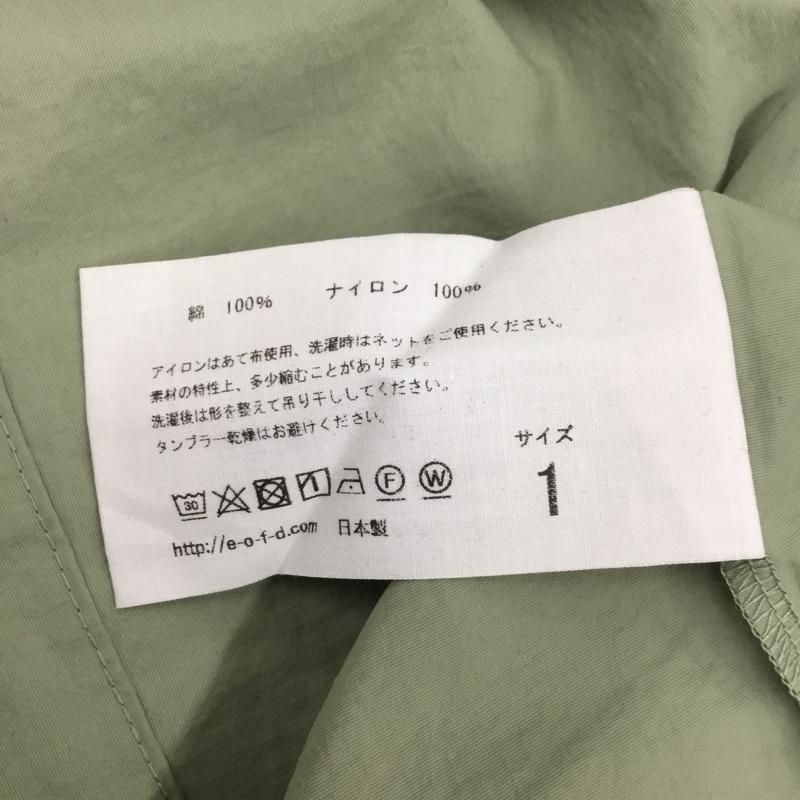 綿 100% ナイロン 100%
アイロンはあて布使用、洗濯時はネットをご使用ください。
素材の特性上、多少縮むことがあります。
洗濯後は形を整えて吊り干ししてください。
タンブラー乾燥はお避けください。
サイズ
1
30 F W
http://e-o-f-d.com 日本製